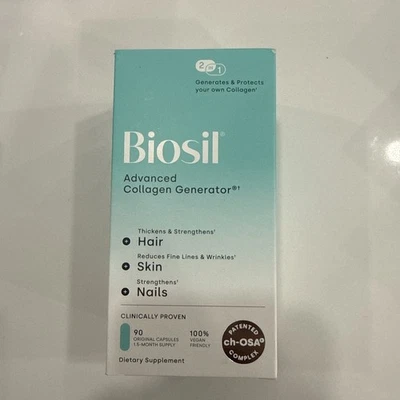 2 in 1
Generates & Protects
your own Collagen†
Biosil®
Advanced
Collagen Generator®†
Thickens & Strengthens†
+ Hair
Reduces Fine Lines & Wrinkles†
+ Skin
Strengthens†
+ Nails
CLINICALLY PROVEN
90
ORIGINAL CAPSULES
1.5-MONTH SUPPLY
100%
VEGAN
FRIENDLY
Dietary Supplement
PATENTED
ch-OSA®
COMPLEX